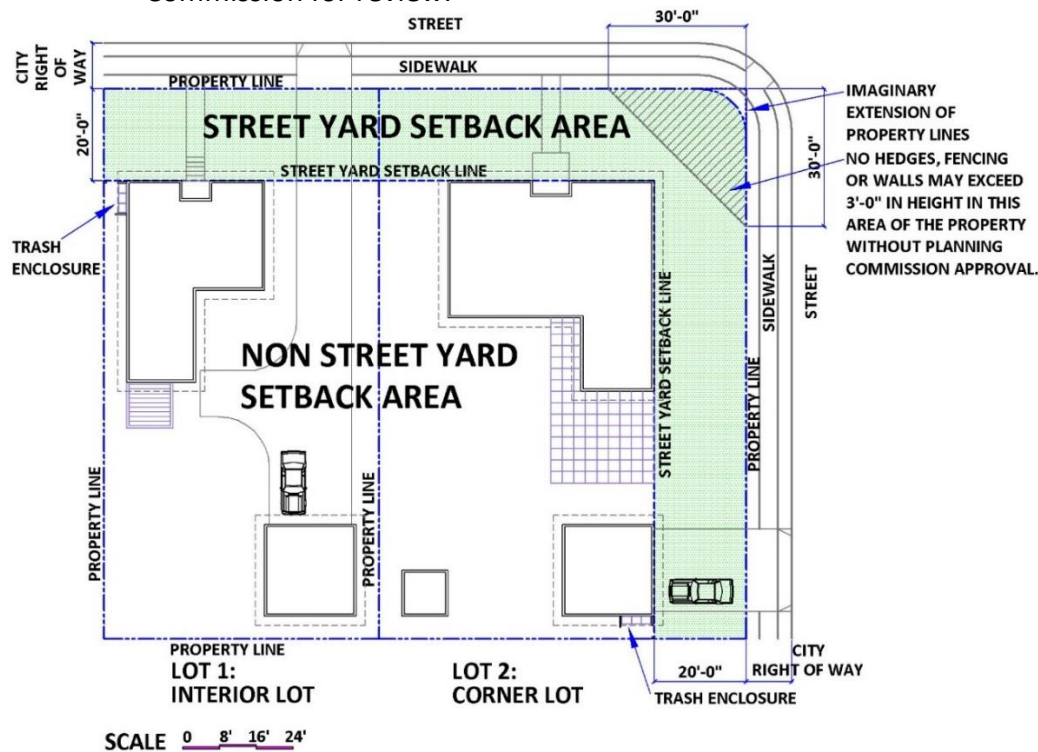 Commission for review.
STREET
30'-0"
CITY
RIGHT
OF
WAY
SIDEWALK
PROPERTY LINE
20'-0"
STREET YARD SETBACK AREA
STREET YARD SETBACK LINE
IMAGINARY
EXTENSION OF
PROPERTY LINES
NO HEDGES, FENCING
OR WALLS MAY EXCEED
3'-0" IN HEIGHT IN THIS
AREA OF THE PROPERTY
WITHOUT PLANNING
COMMISSION APPROVAL.
30'-0"
TRASH
ENCLOSURE
NON STREET YARD
SETBACK AREA
STREET YARD SETBACK LINE
SIDEWALK
STREET
PROPERTY LINE
PROPERTY LINE
PROPERTY LINE
PROPERTY LINE
LOT 1:
INTERIOR LOT
LOT 2:
CORNER LOT
20'-0"
CITY
RIGHT OF WAY
TRASH ENCLOSURE
SCALE 0 8' 16' 24'